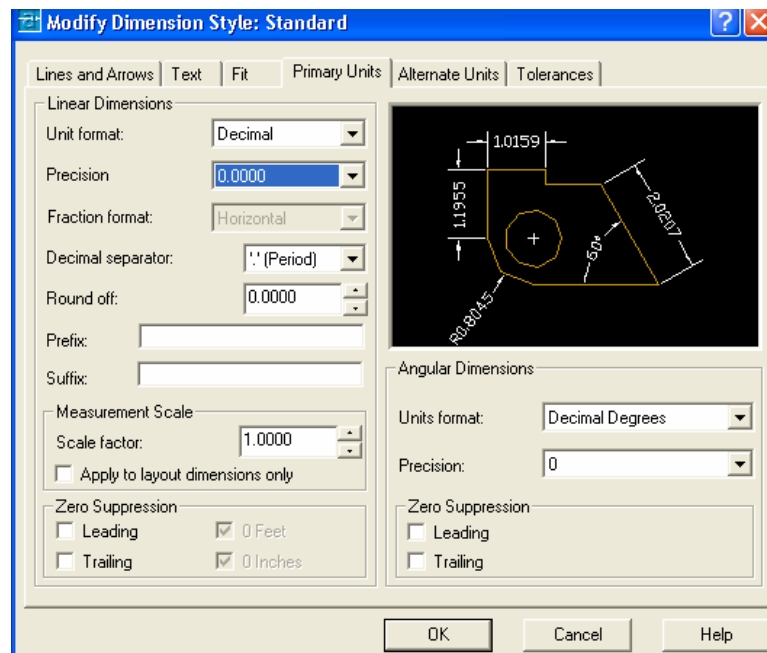 Modify Dimension Style: Standard
Lines and Arrows Text Fit Primary Units Alternate Units Tolerances
Linear Dimensions
Unit format: Decimal
Precision 0.0000
Fraction format: Horizontal
Decimal separator: '.' (Period)
Round off: 0.0000
Prefix:
Suffix:
Measurement Scale
Scale factor: 1.0000
Apply to layout dimensions only
Zero Suppression
Leading 0 Feet
Trailing 0 Inches
1.0159
1.1955
2.0207
60°
R0.8045
Angular Dimensions
Units format: Decimal Degrees
Precision: 0
Zero Suppression
Leading
Trailing
OK Cancel Help